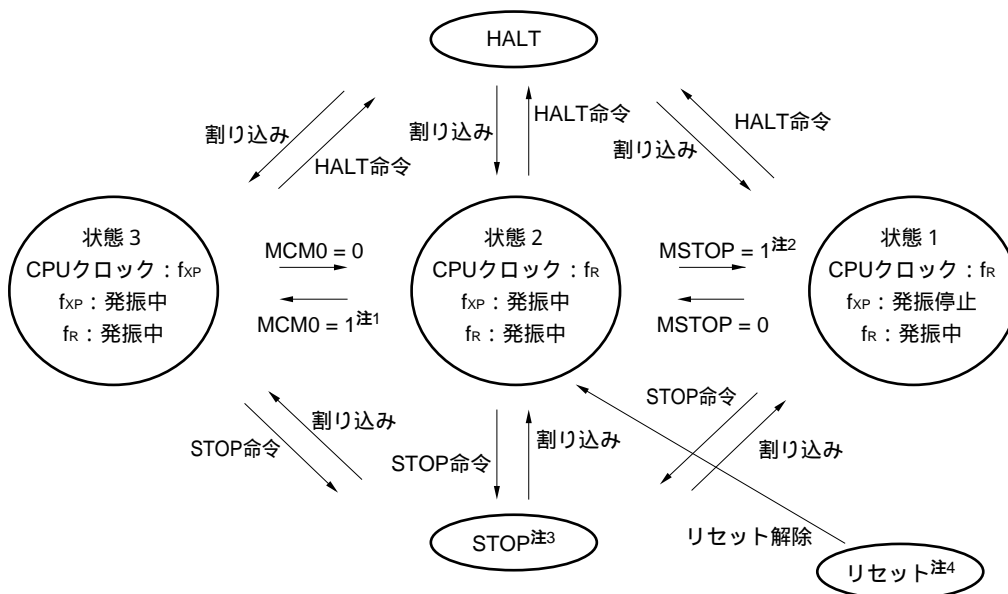 HALT
割り込み
HALT命令
割り込み
HALT命令
HALT命令
割り込み
状態 3
CPUクロック：fXP
fXP：発振中
fR：発振中
MCM0 = 0
MCM0 = 1注1
状態 2
CPUクロック：fR
fXP：発振中
fR：発振中
MSTOP = 1注2
MSTOP = 0
状態 1
CPUクロック：fR
fXP：発振停止
fR：発振中
STOP命令
割り込み
STOP命令
割り込み
STOP命令
割り込み
STOP注3
リセット解除
リセット注4